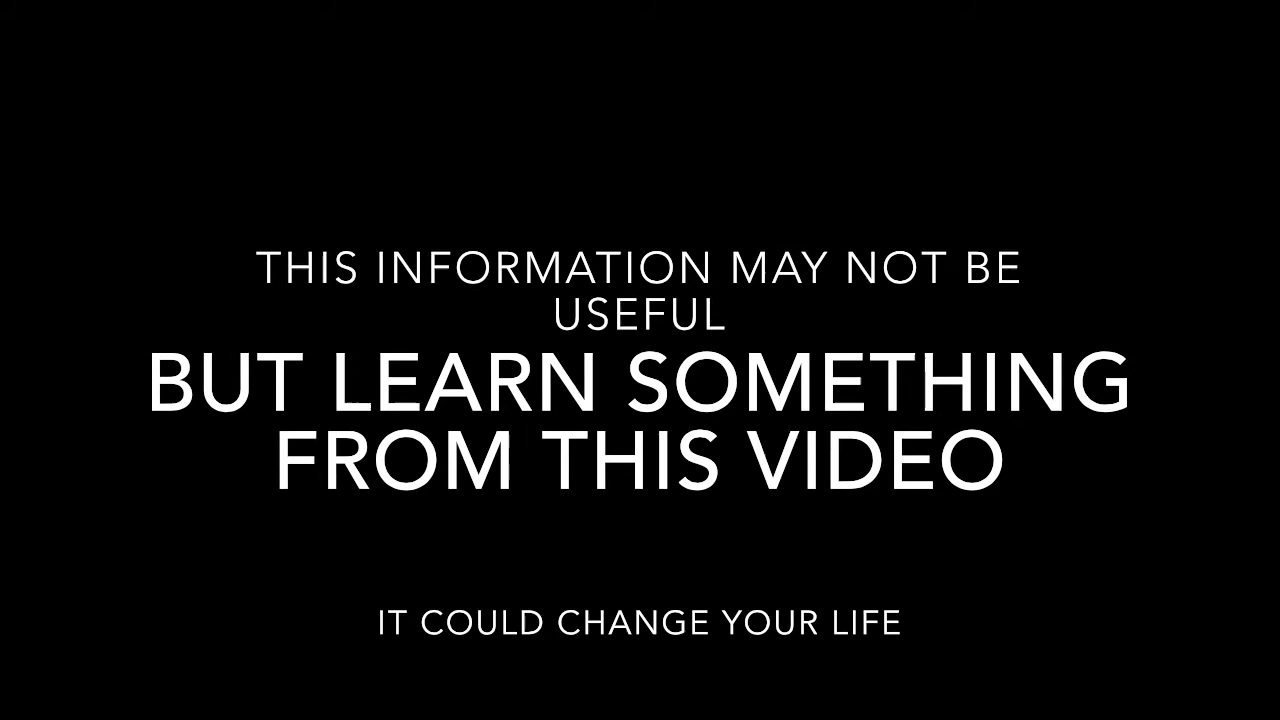 THIS INFORMATION MAY NOT BE
USEFUL
BUT LEARN SOMETHING
FROM THIS VIDEO
IT COULD CHANGE YOUR LIFE